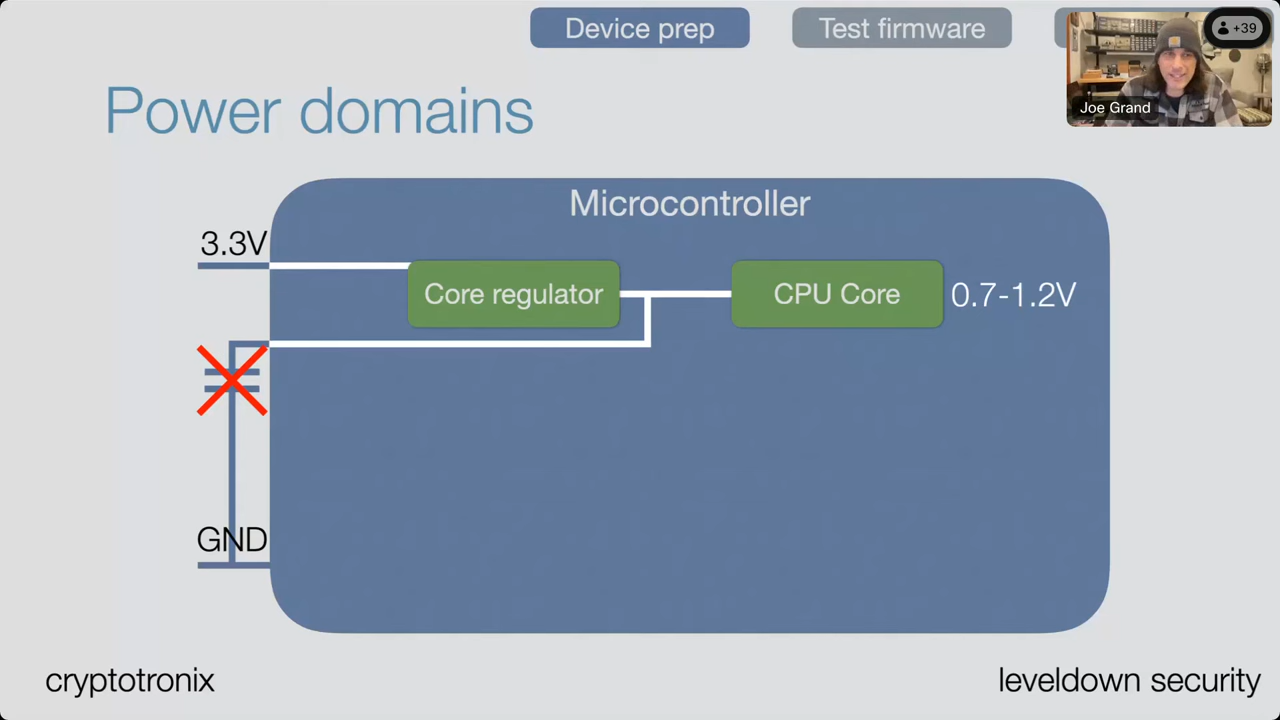 Device prep
Test firmware
+39
Joe Grand
Power domains
Microcontroller
3.3V
Core regulator
CPU Core
0.7-1.2V
GND
cryptotronix
leveldown security